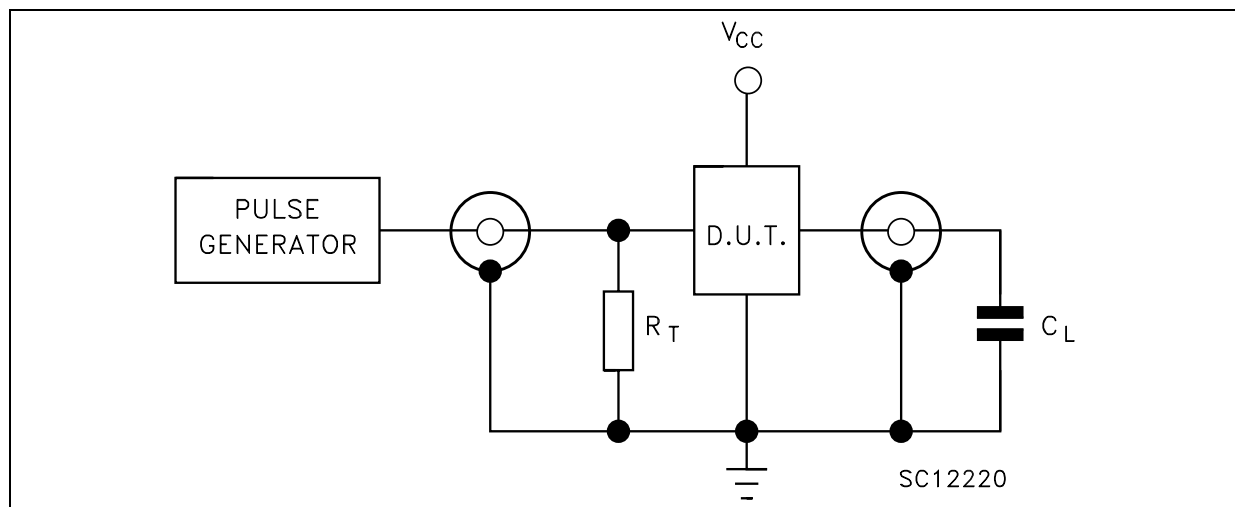 VCC
PULSE
GENERATOR
D.U.T.
RT
CL
SC12220